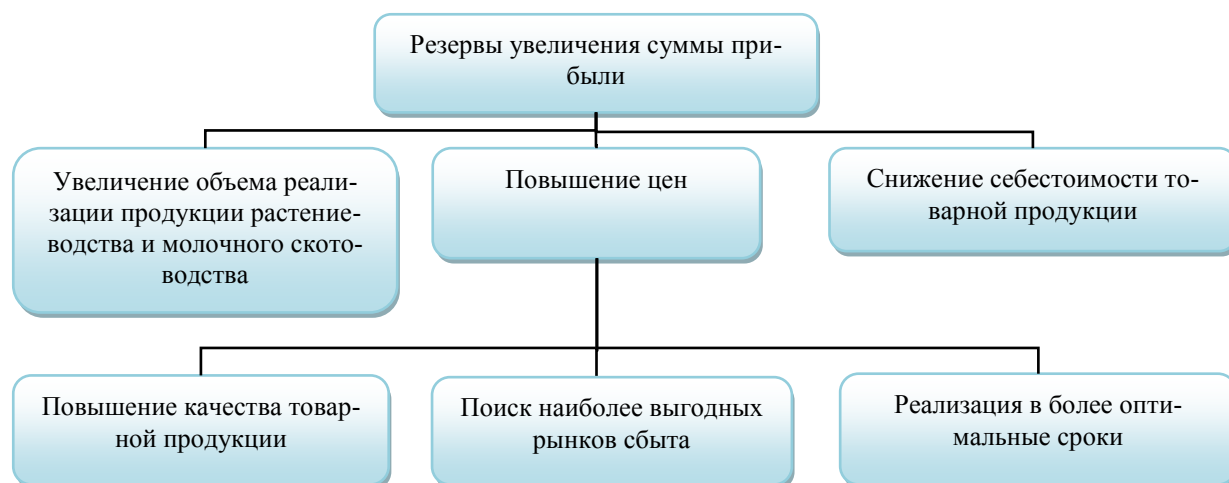 Резервы увеличения суммы при-
были
Увеличение объема реали-
зации продукции растение-
водства и молочного ското-
водства
Повышение цен
Снижение себестоимости то-
варной продукции
Повышение качества товар-
ной продукции
Поиск наиболее выгодных
рынков сбыта
Реализация в более опти-
мальные сроки